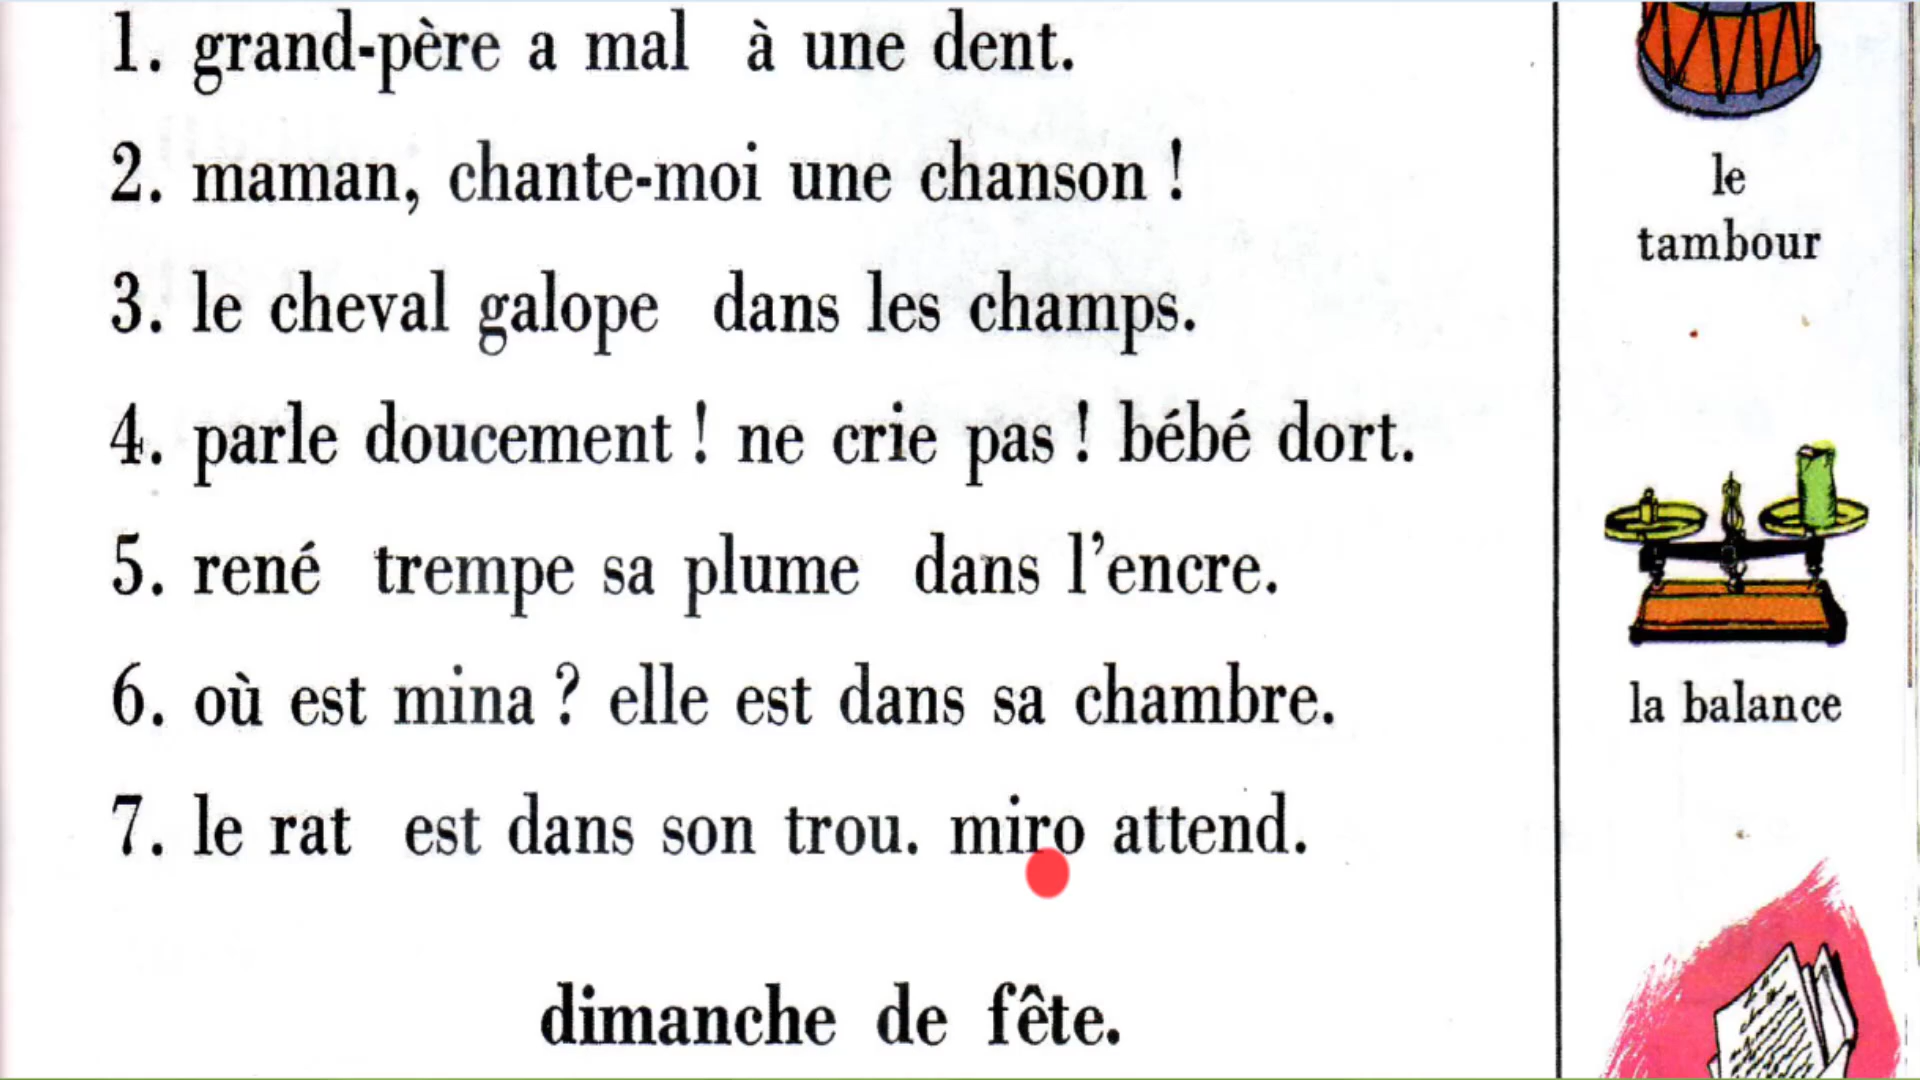 1. grand-père a mal à une dent.
2. maman, chante-moi une chanson !
3. le cheval galope dans les champs.
4. parle doucement ! ne crie pas ! bébé dort.
5. rené trempe sa plume dans l'encre.
6. où est mina ? elle est dans sa chambre.
7. le rat est dans son trou. miro attend.
dimanche de fête.
le
tambour
la balance